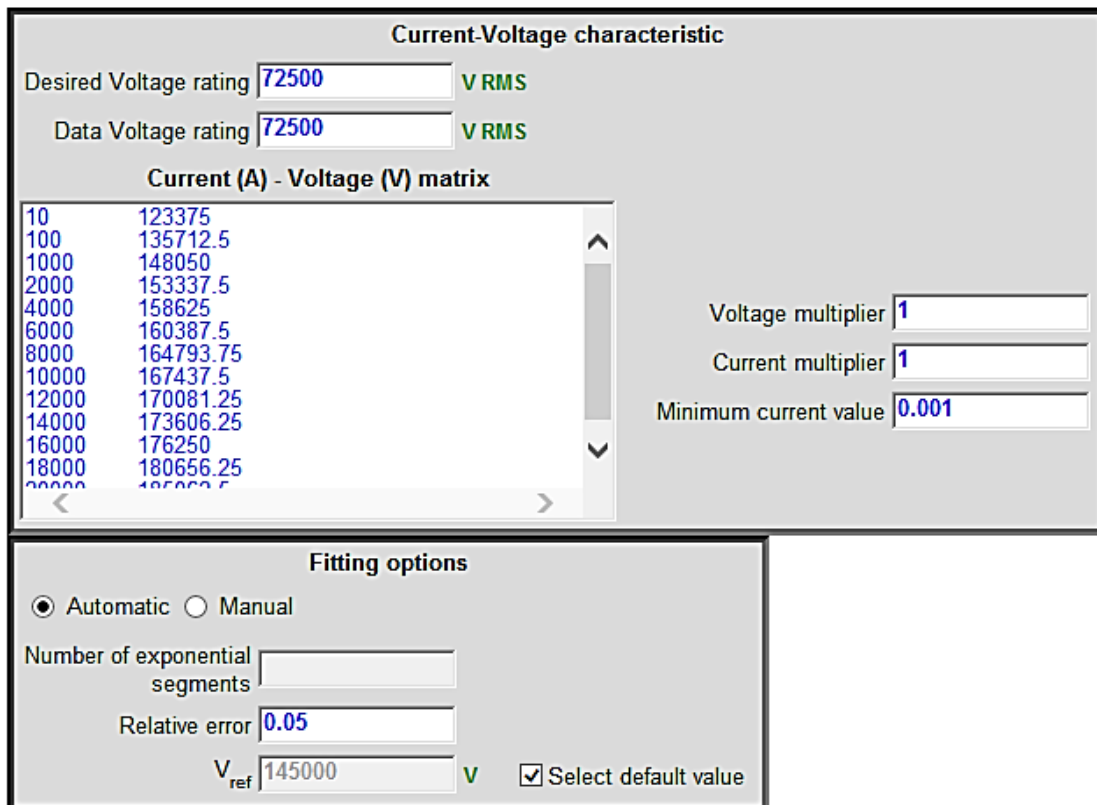 Current-Voltage characteristic
Desired Voltage rating 72500 V RMS
Data Voltage rating 72500 V RMS
Current (A) - Voltage (V) matrix
10 123375
100 135712.5
1000 148050
2000 153337.5
4000 158625
6000 160387.5
8000 164793.75
10000 167437.5
12000 170081.25
14000 173606.25
16000 176250
18000 180656.25
Voltage multiplier 1
Current multiplier 1
Minimum current value 0.001
Fitting options
Automatic Manual
Number of exponential
segments
Relative error 0.05
Vref 145000 V Select default value